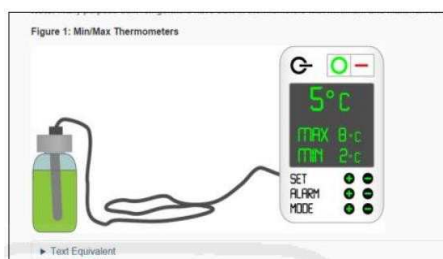 Figure 1: Min/Max Thermometers
5°C
MAX 8°C
MIN 2°C
SET
ALARM
MODE
▶ Text Equivalent